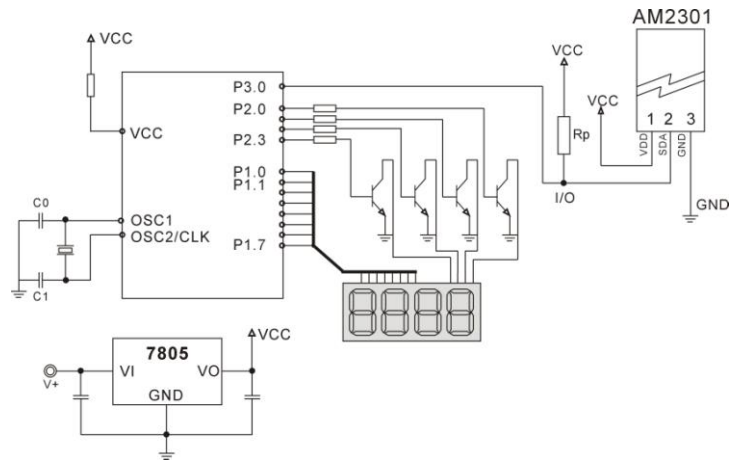 AM2301
VCC
VCC
P3.0
VCC
P2.0
VCC
P2.3
Rp
1 2 3
VDD
SDA
GND
P1.0
P1.1
I/O
GND
C0
OSC1
OSC2/CLK
P1.7
C1
VCC
7805
VI
VO
V+
GND